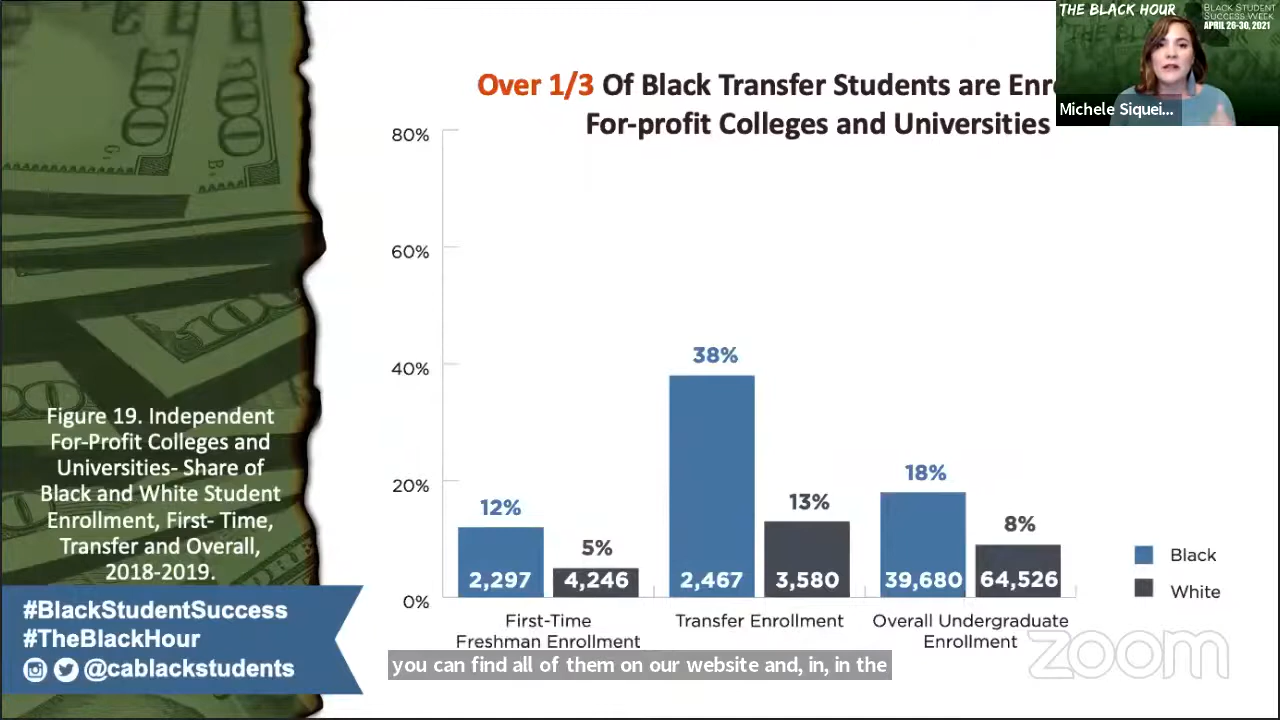 THE BLACK HOUR
BLACK STUDENT
SUCCESS WEEK
APRIL 26-30, 2021
Michele Siquei...
Over 1/3 Of Black Transfer Students are Enro
For-profit Colleges and Universities
80%
60%
40%
20%
0%
12%
5%
38%
13%
18%
8%
2,297
4,246
2,467
3,580
39,680
64,526
First-Time
Freshman Enrollment
Transfer Enrollment
Overall Undergraduate
Enrollment
Black
White
Figure 19. Independent
For-Profit Colleges and
Universities- Share of
Black and White Student
Enrollment, First- Time,
Transfer and Overall,
2018-2019.
#BlackStudentSuccess
#TheBlackHour
@cablackstudents
you can find all of them on our website and, in, in the
zoom